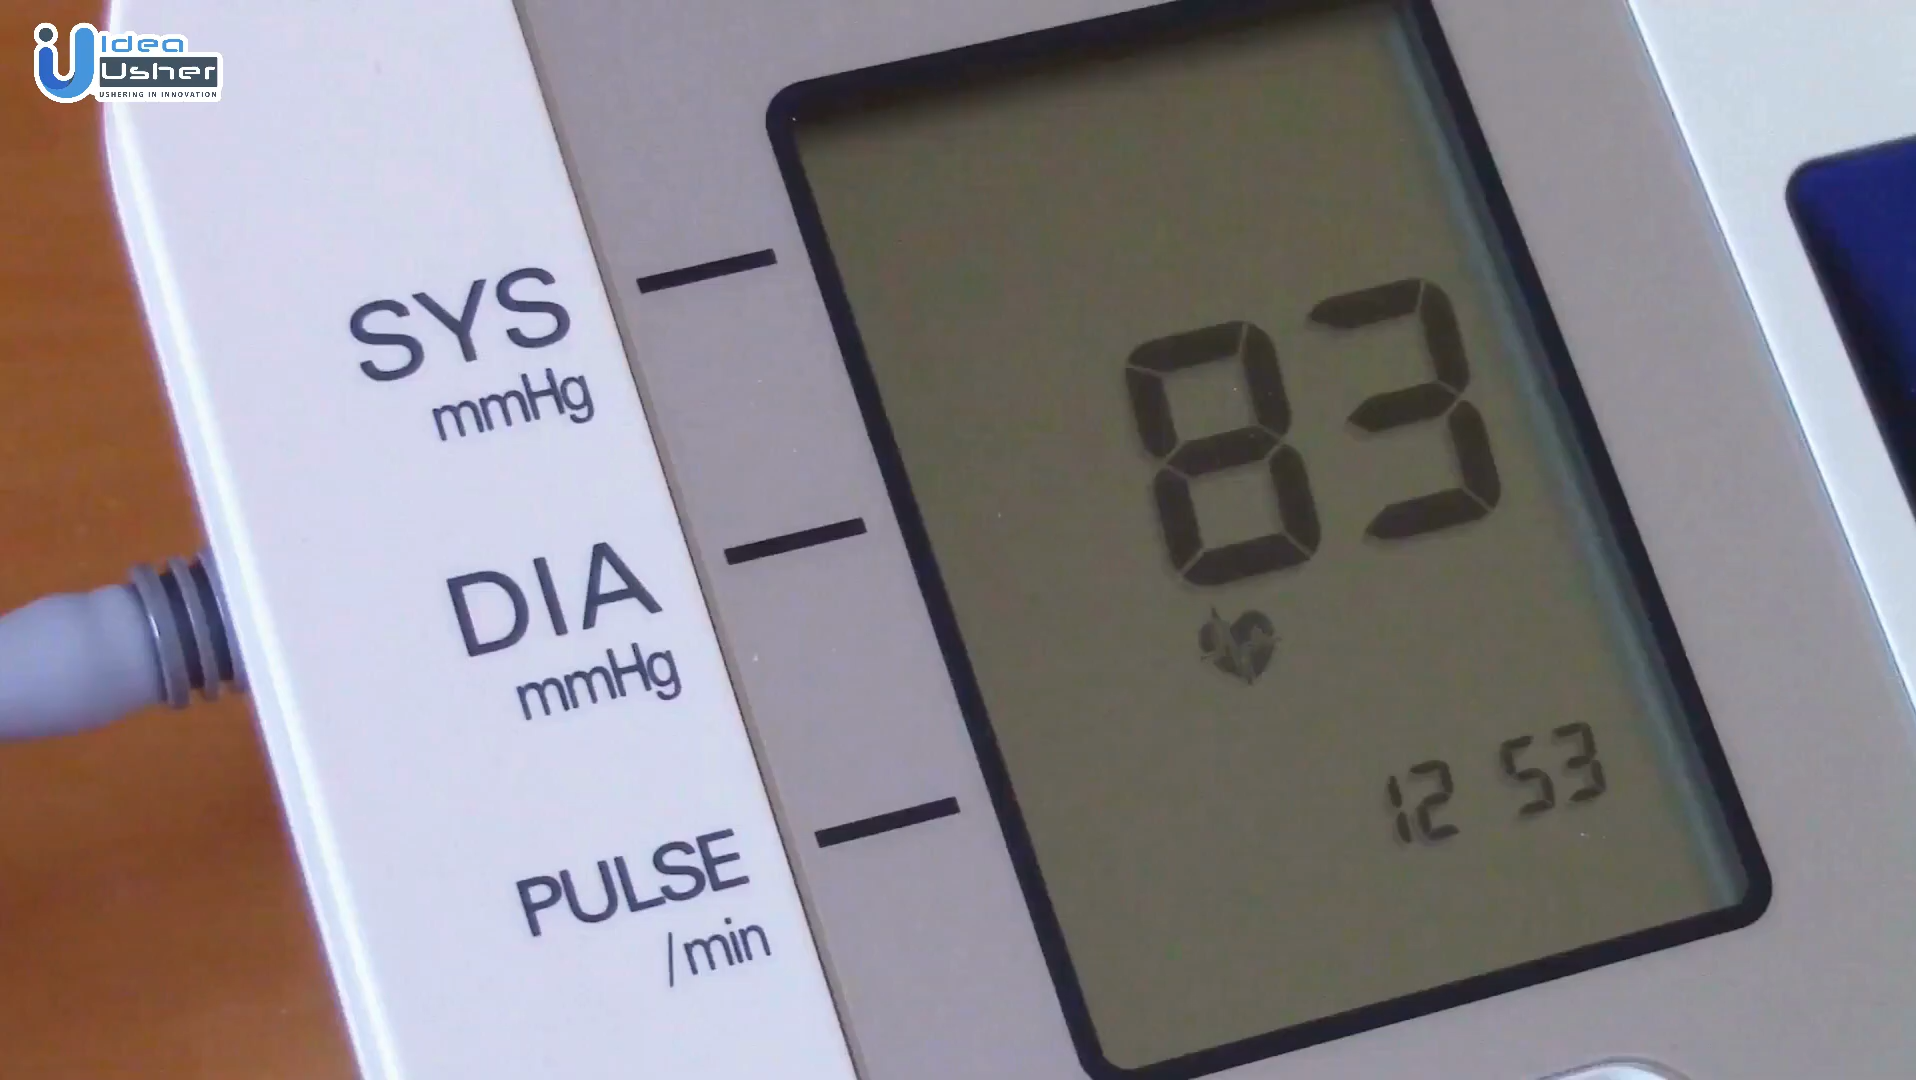 Idea
Usher
USHERING IN INNOVATION
SYS
mmHg
83
DIA
mmHg
12 53
PULSE
/min